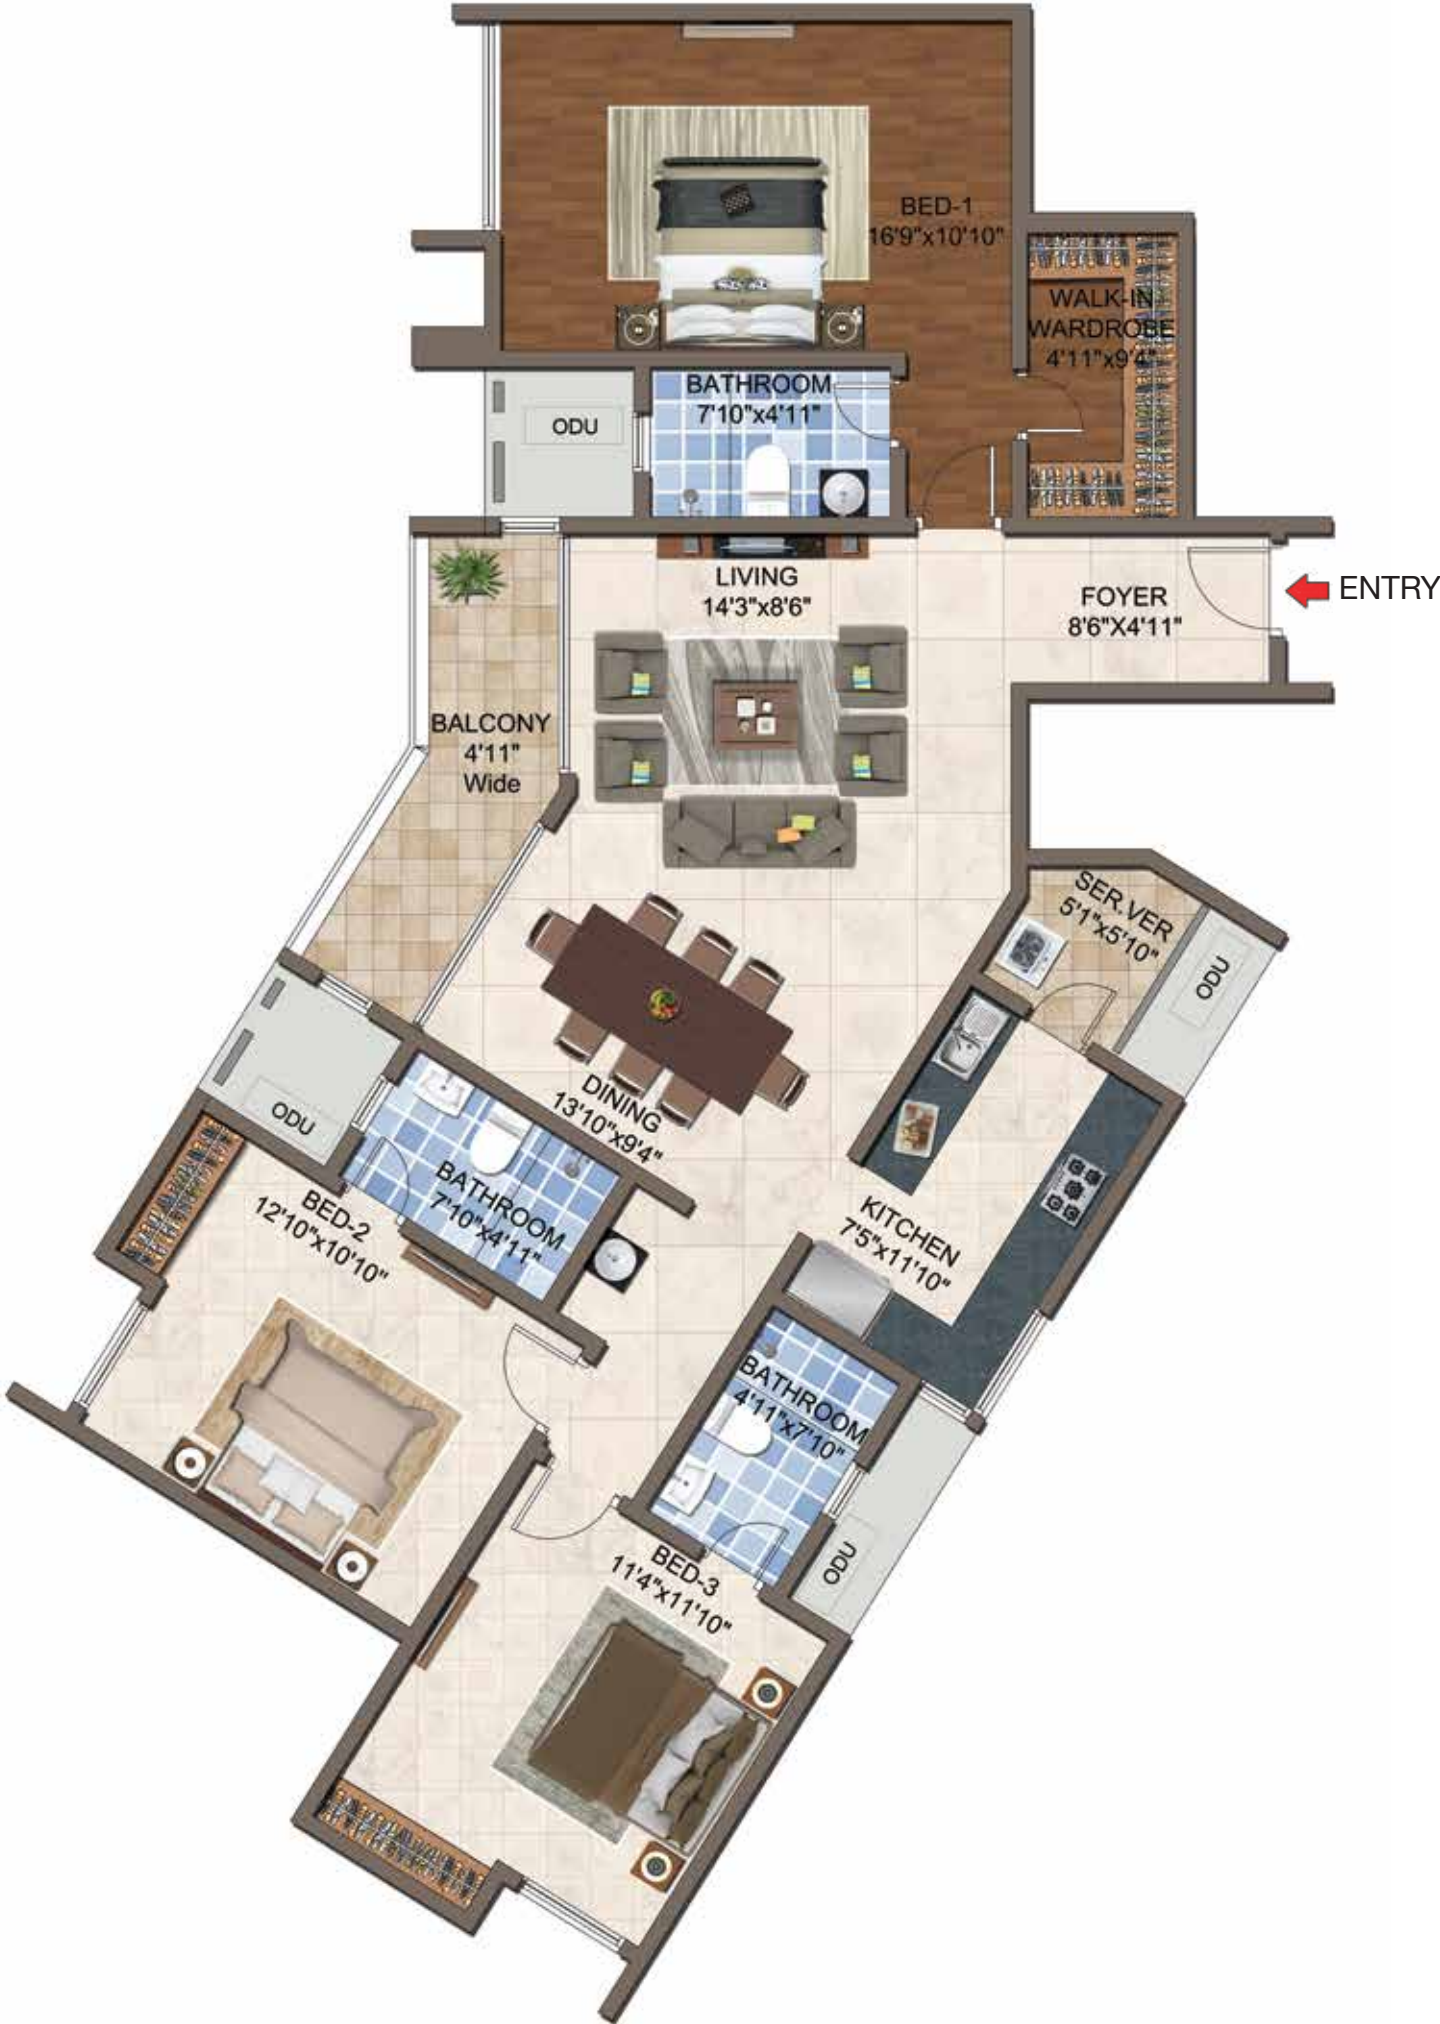 BED-1
16'9"x10'10"
WALK-IN
WARDROBE
4'11"x9'4"
BATHROOM
7'10"x4'11"
ODU
LIVING
14'3"x8'6"
FOYER
8'6"X4'11"
ENTRY
BALCONY
4'11"
Wide
SER.VER
5'1"x5'10"
ODU
DINING
13'10"x9'4"
ODU
BATHROOM
7'10"x4'11"
BED-2
12'10"x10'10"
KITCHEN
7'5"x11'10"
BATHROOM
4'11"x7'10"
ODU
BED-3
11'4"x11'10"